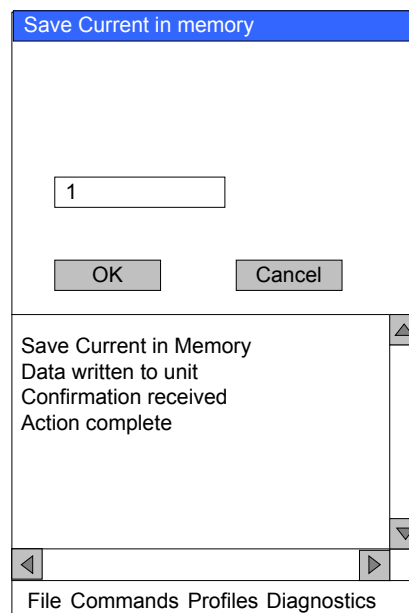 Save Current in memory
1
OK Cancel
Save Current in Memory
Data written to unit
Confirmation received
Action complete
File Commands Profiles Diagnostics